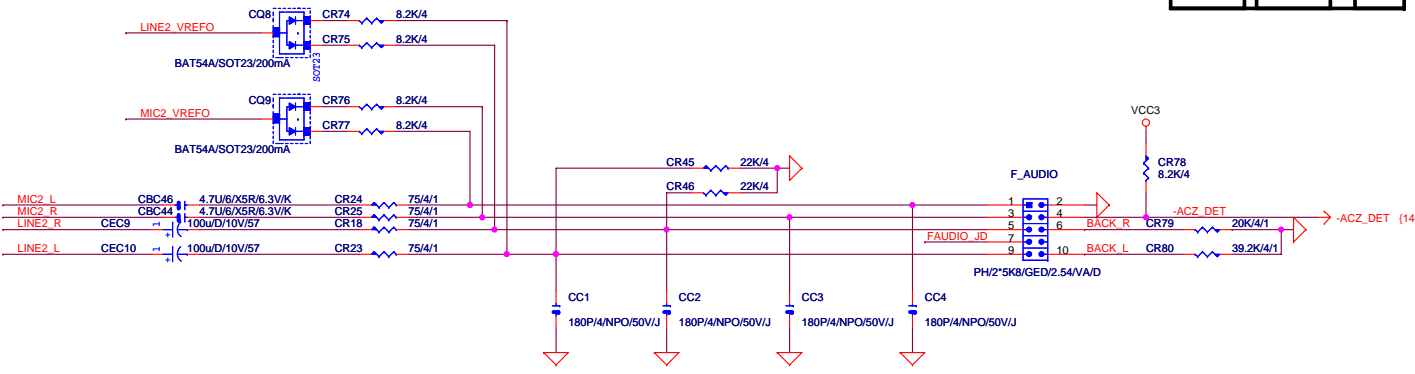 CQ8 CR74 8.2K/4
LINE2_VREFO
CR75 8.2K/4
BAT54A/SOT23/200mA
SOT23
CQ9 CR76 8.2K/4
MIC2_VREFO
CR77 8.2K/4
BAT54A/SOT23/200mA
VCC3
CR78
8.2K/4
CR45 22K/4
CR46 22K/4
F_AUDIO
MIC2_L CBC46 4.7U/6/X5R/6.3V/K CR24 75/4/1
MIC2_R CBC44 4.7U/6/X5R/6.3V/K CR25 75/4/1
LINE2_R CEC9 1 + 100u/D/10V/57 CR18 75/4/1
LINE2_L CEC10 1 + 100u/D/10V/57 CR23 75/4/1
1 2
3 4 -ACZ_DET -ACZ_DET {14
5 6 BACK_R CR79 20K/4/1
FAUDIO_JD 7
9 10 BACK_L CR80 39.2K/4/1
PH/2*5K8/GED/2.54/VA/D
CC1 CC2 CC3 CC4
180P/4/NPO/50V/J 180P/4/NPO/50V/J 180P/4/NPO/50V/J 180P/4/NPO/50V/J